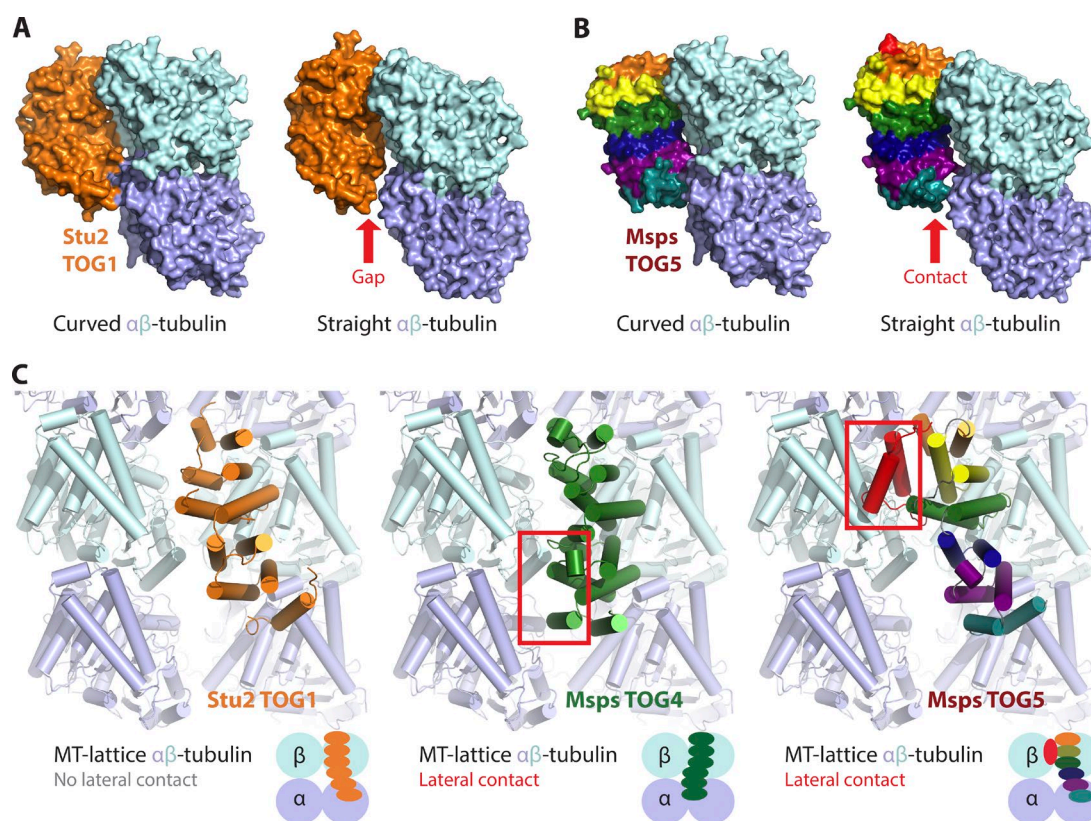 A
B
Stu2
TOG1
Gap
Msps
TOG5
Contact
Curved αβ-tubulin
Straight αβ-tubulin
Curved αβ-tubulin
Straight αβ-tubulin
C
Stu2 TOG1
Msps TOG4
Msps TOG5
MT-lattice αβ-tubulin
No lateral contact
β
α
MT-lattice αβ-tubulin
Lateral contact
β
α
MT-lattice αβ-tubulin
Lateral contact
β
α